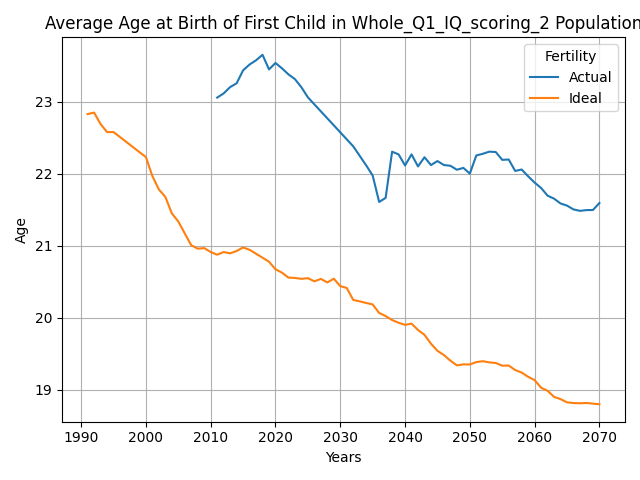 Average Age at Birth of First Child in Whole_Q1_IQ_scoring_2 Population
Fertility
Actual
Ideal
Age
23
22
21
20
19
1990 2000 2010 2020 2030 2040 2050 2060 2070
Years